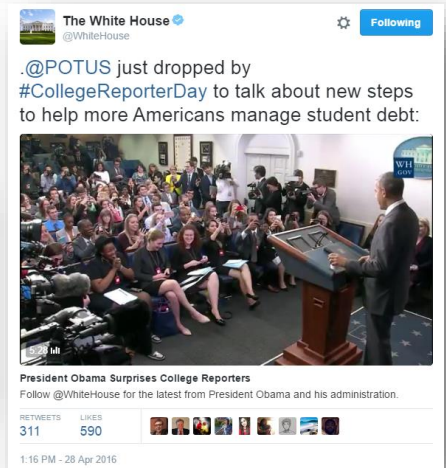 The White House
@WhiteHouse
Following
.@POTUS just dropped by
#CollegeReporterDay to talk about new steps
to help more Americans manage student debt:
WH
.GOV
5:28
President Obama Surprises College Reporters
Follow @WhiteHouse for the latest from President Obama and his administration.
RETWEETS LIKES
311 590
1:16 PM - 28 Apr 2016